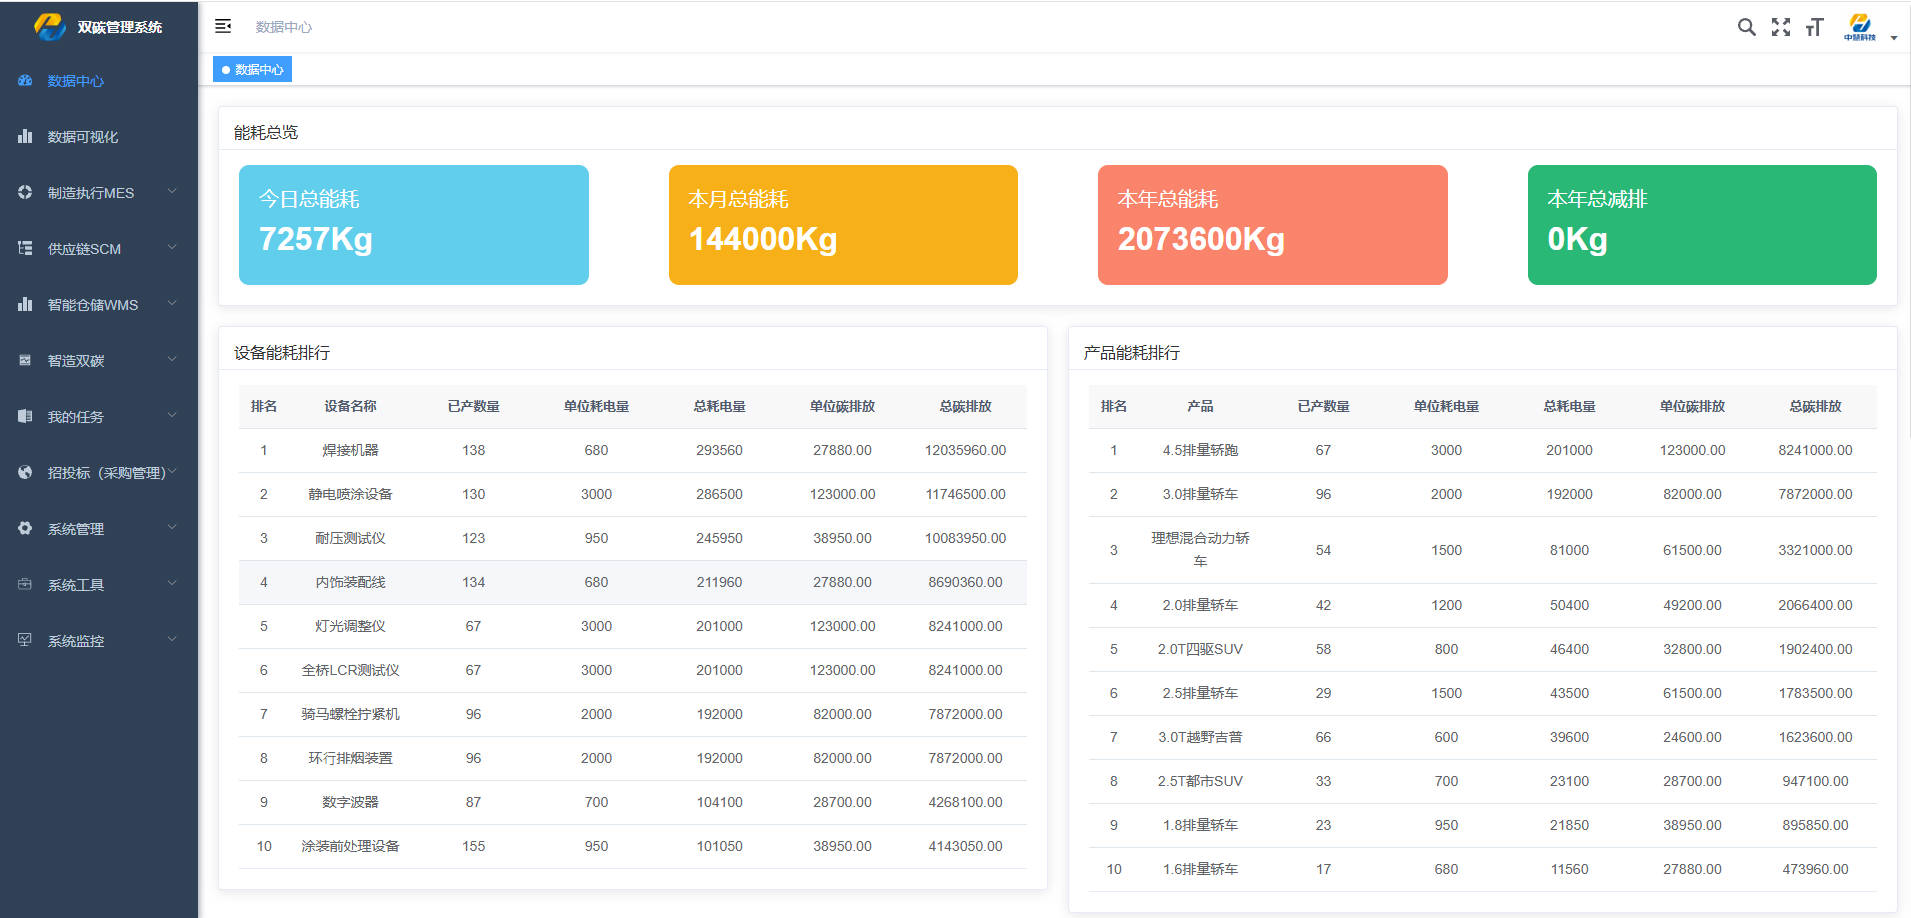 双碳管理系统
数据中心
数据可视化
制造执行MES
供应链SCM
智能仓储WMS
智造双碳
我的任务
招投标（采购管理）
系统管理
系统工具
系统监控
数据中心
中慧科技
数据中心
能耗总览
今日总能耗
7257Kg
本月总能耗
144000Kg
本年总能耗
2073600Kg
本年总减排
0Kg
设备能耗排行
排名 设备名称 已产数量 单位耗电量 总耗电量 单位碳排放 总碳排放
1 焊接机器 138 680 293560 27880.00 12035960.00
2 静电喷涂设备 130 3000 286500 123000.00 11746500.00
3 耐压测试仪 123 950 245950 38950.00 10083950.00
4 内饰装配线 134 680 211960 27880.00 8690360.00
5 灯光调整仪 67 3000 201000 123000.00 8241000.00
6 全桥LCR测试仪 67 3000 201000 123000.00 8241000.00
7 骑马螺栓拧紧机 96 2000 192000 82000.00 7872000.00
8 环行排烟装置 96 2000 192000 82000.00 7872000.00
9 数字波器 87 700 104100 28700.00 4268100.00
10 涂装前处理设备 155 950 101050 38950.00 4143050.00
产品能耗排行
排名 产品 已产数量 单位耗电量 总耗电量 单位碳排放 总碳排放
1 4.5排量轿跑 67 3000 201000 123000.00 8241000.00
2 3.0排量轿车 96 2000 192000 82000.00 7872000.00
3 理想混合动力轿车 54 1500 81000 61500.00 3321000.00
4 2.0排量轿车 42 1200 50400 49200.00 2066400.00
5 2.0T四驱SUV 58 800 46400 32800.00 1902400.00
6 2.5排量轿车 29 1500 43500 61500.00 1783500.00
7 3.0T越野吉普 66 600 39600 24600.00 1623600.00
8 2.5T都市SUV 33 700 23100 28700.00 947100.00
9 1.8排量轿车 23 950 21850 38950.00 895850.00
10 1.6排量轿车 17 680 11560 27880.00 473960.00